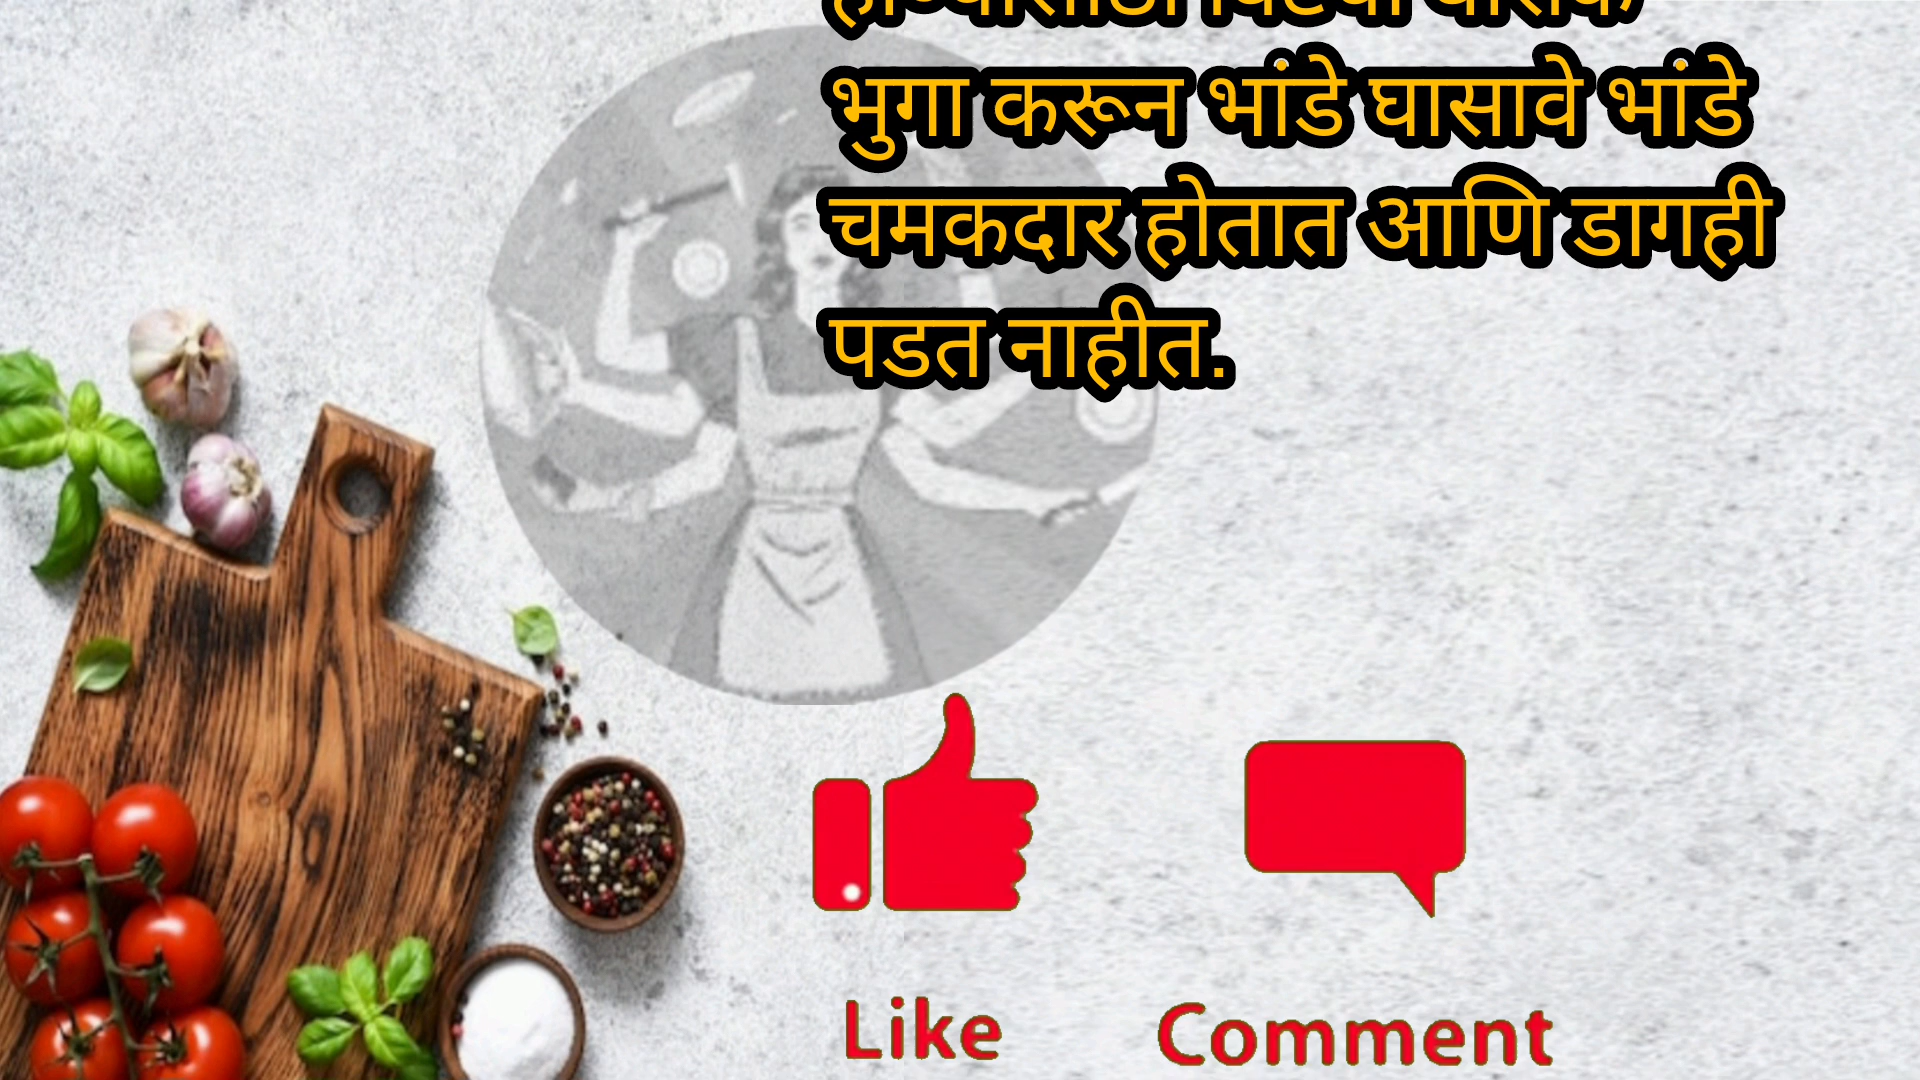 भुगा करून भांडे घासावे भांडे
चमकदार होतात आणि डागही
पडत नाहीत.
Like
Comment